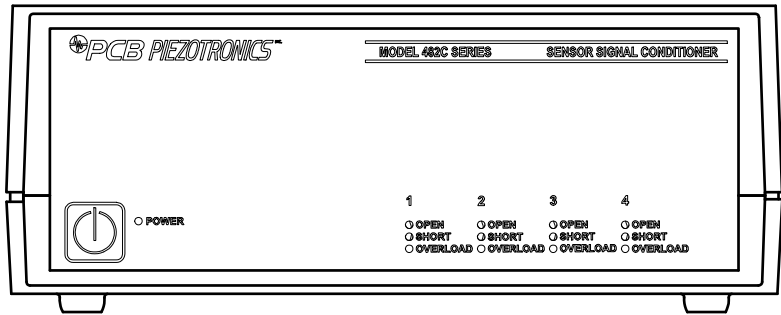 PCB PIEZOTRONICS INC.
MODEL 482C SERIES SENSOR SIGNAL CONDITIONER
1 2 3 4
POWER
OPEN OPEN OPEN OPEN
SHORT SHORT SHORT SHORT
OVERLOAD OVERLOAD OVERLOAD OVERLOAD